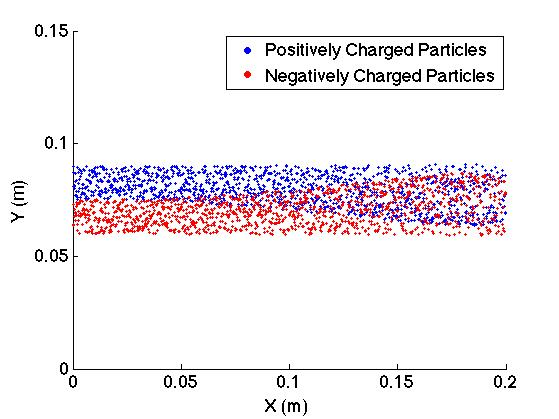 0.15
Positively Charged Particles
Negatively Charged Particles
0.1
Y (m)
0.05
0
0
0.05
0.1
0.15
0.2
X (m)